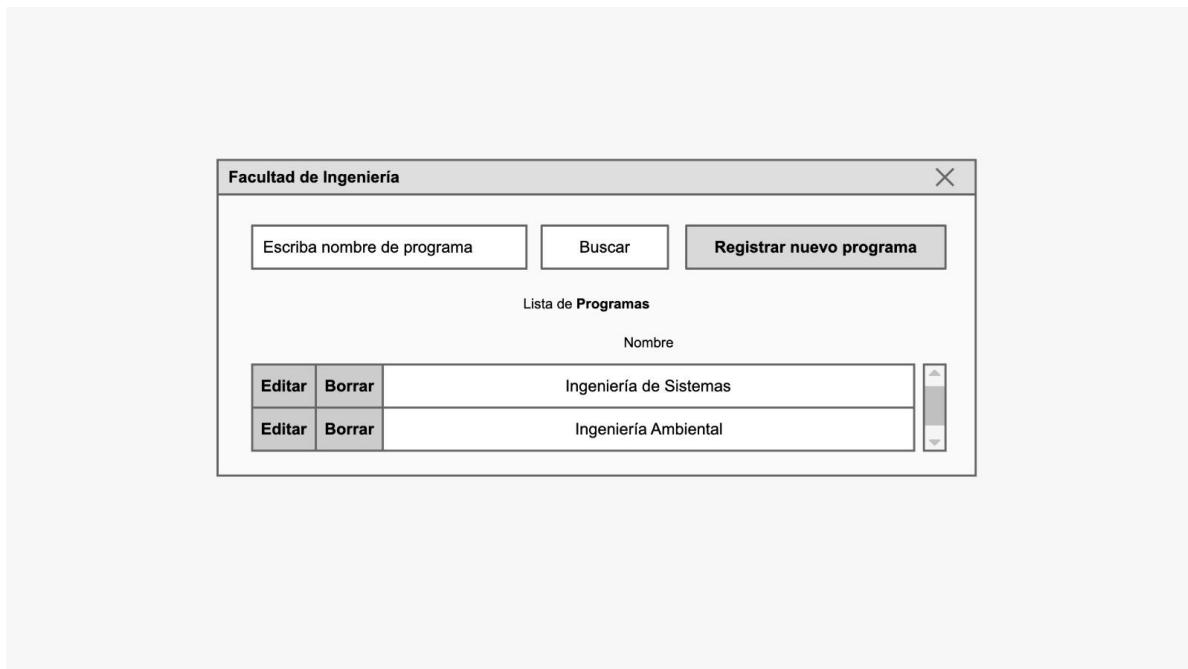 Facultad de Ingeniería
Escriba nombre de programa Buscar Registrar nuevo programa
Lista de Programas
Nombre
Editar Borrar Ingeniería de Sistemas
Editar Borrar Ingeniería Ambiental